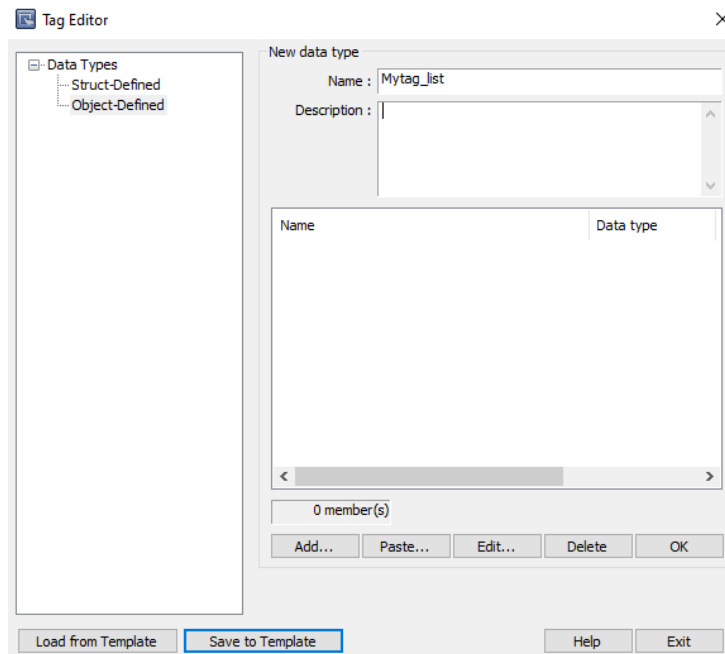 Tag Editor
Data Types
Struct-Defined
Object-Defined
New data type
Name : Mytag_list
Description :
Name Data type
0 member(s)
Add... Paste... Edit... Delete OK
Load from Template Save to Template Help Exit